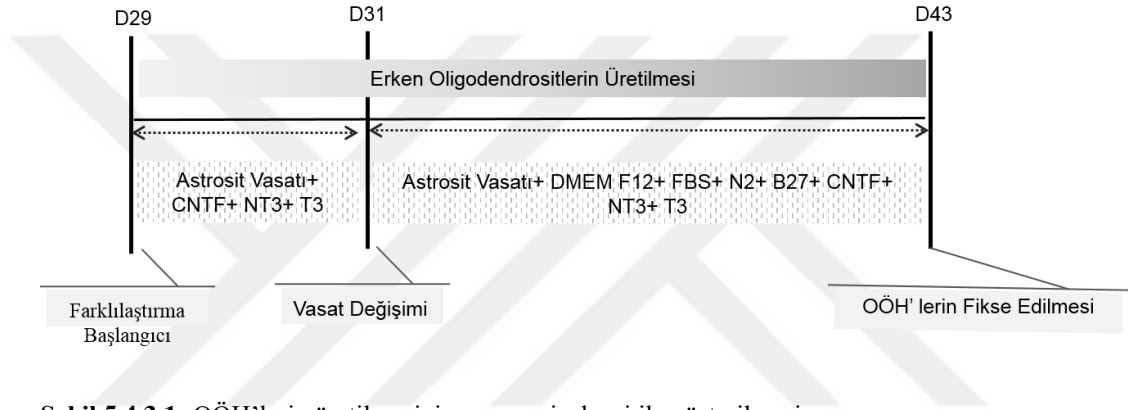 D29
D31
D43
Erken Oligodendrositlerin Üretilmesi
Astrosit Vasatı+
CNTF+ NT3+ T3
Astrosit Vasatı+ DMEM F12+ FBS+ N2+ B27+ CNTF+
NT3+ T3
Farklılaştırma
Başlangıcı
Vasat Değişimi
OÖH' lerin Fikse Edilmesi